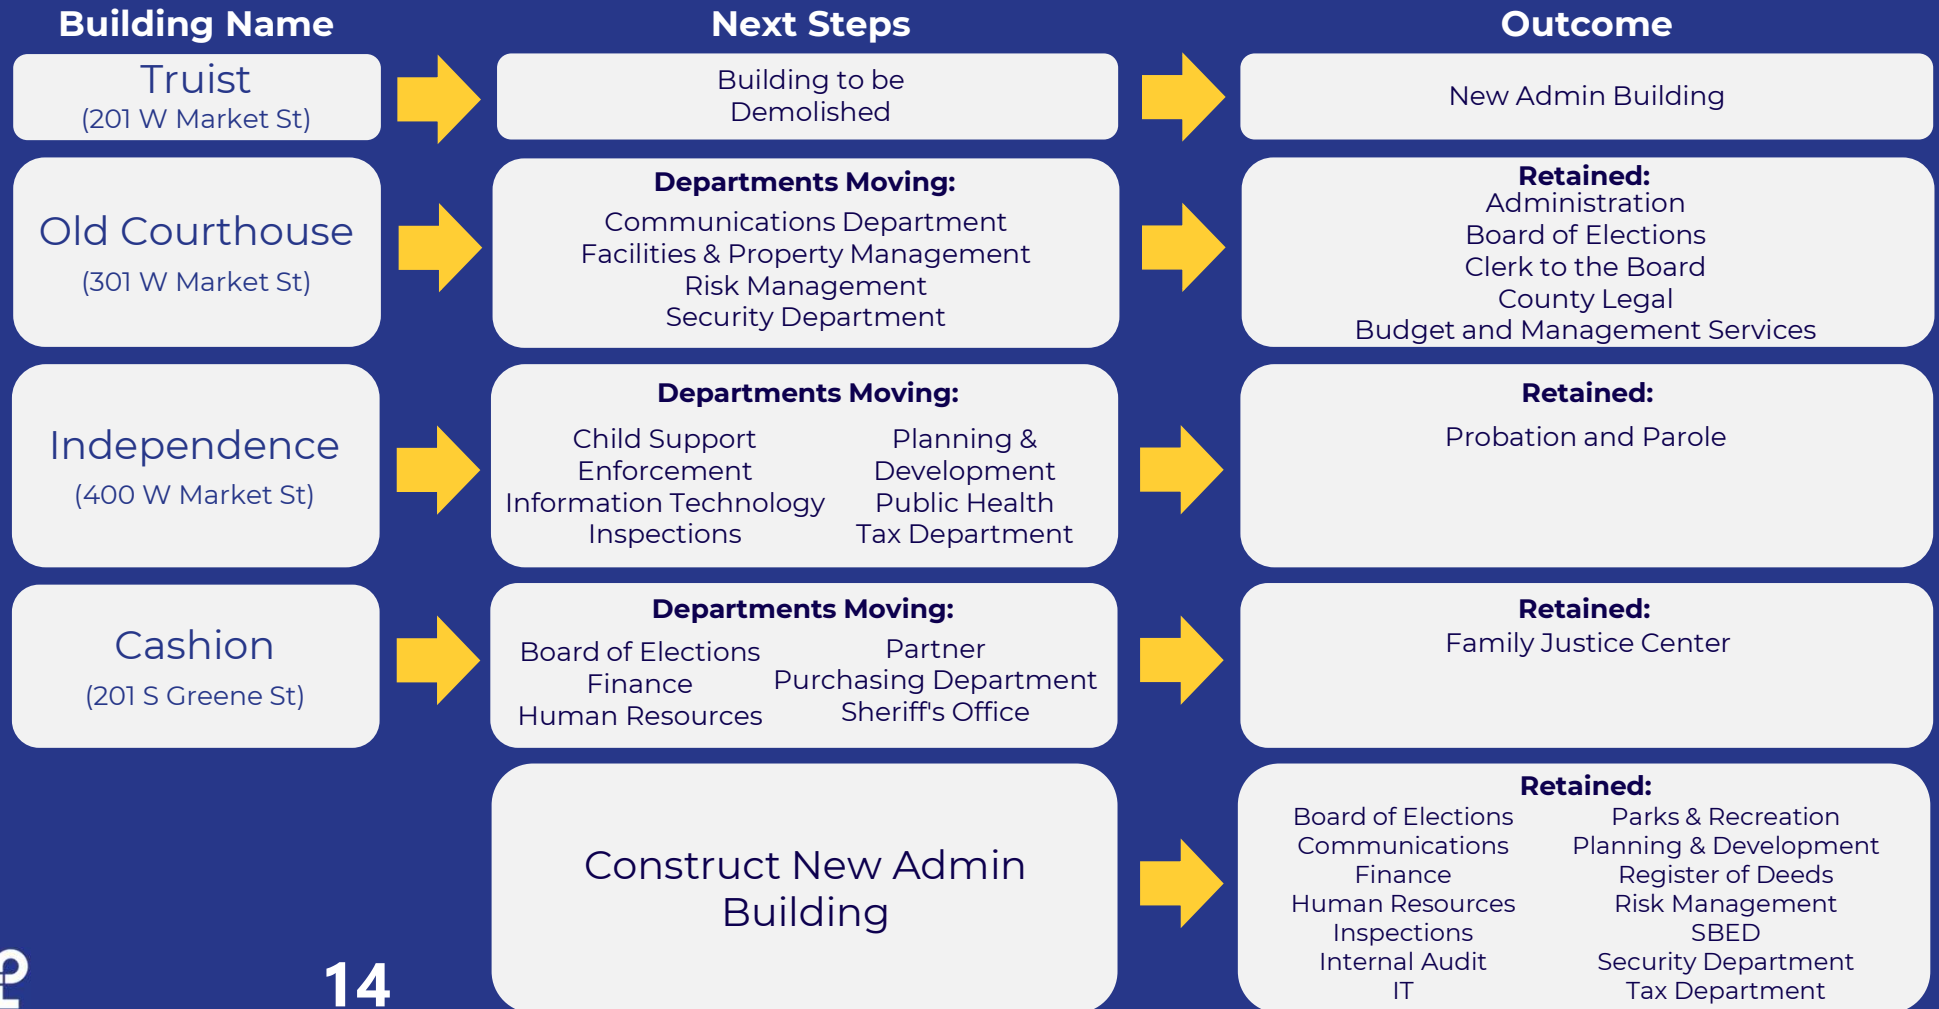 Building Name
Next Steps
Outcome
Truist
(201 W Market St)
Building to be
Demolished
New Admin Building
Old Courthouse
(301 W Market St)
Departments Moving:
Communications Department
Facilities & Property Management
Risk Management
Security Department
Retained:
Administration
Board of Elections
Clerk to the Board
County Legal
Budget and Management Services
Independence
(400 W Market St)
Departments Moving:
Child Support
Enforcement
Information Technology
Inspections
Planning &
Development
Public Health
Tax Department
Retained:
Probation and Parole
Cashion
(201 S Greene St)
Departments Moving:
Board of Elections
Finance
Human Resources
Partner
Purchasing Department
Sheriff's Office
Retained:
Family Justice Center
Construct New Admin
Building
Retained:
Board of Elections
Communications
Finance
Human Resources
Inspections
Internal Audit
IT
Parks & Recreation
Planning & Development
Register of Deeds
Risk Management
SBED
Security Department
Tax Department
14